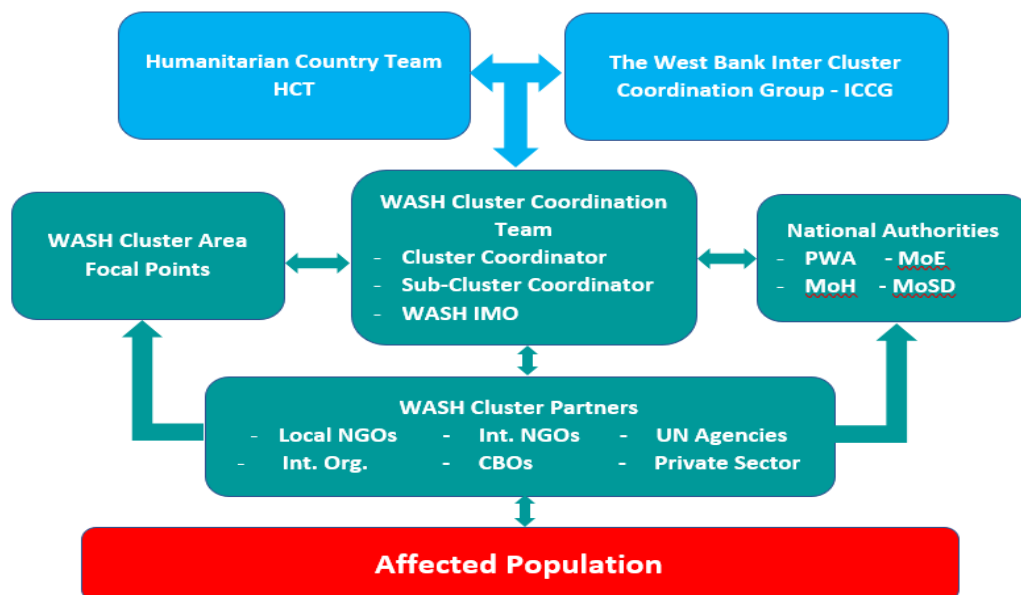 Humanitarian Country Team
HCT
The West Bank Inter Cluster
Coordination Group - ICCG
WASH Cluster Area
Focal Points
WASH Cluster Coordination
Team
- Cluster Coordinator
- Sub-Cluster Coordinator
- WASH IMO
National Authorities
- PWA - MoE
- MoH - MoSD
WASH Cluster Partners
- Local NGOs - Int. NGOs - UN Agencies
- Int. Org. - CBOs - Private Sector
Affected Population